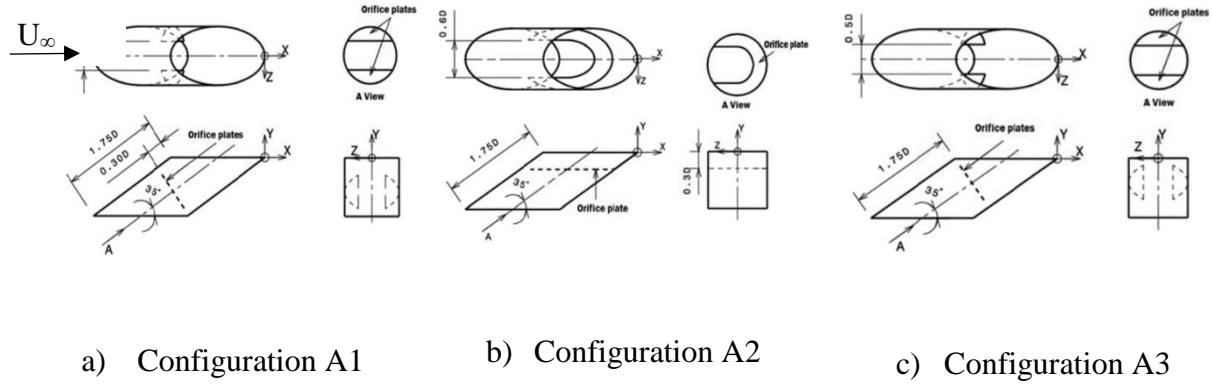 U∞
X
Z
Orifice plates
A View
1.75D
0.30D
35°
Orifice plates
Y
X
A
Y
Z
0.6D
X
Z
Orifice plate
A View
1.75D
35°
Y
X
Orifice plate
A
0.3D
Y
Z
0.5D
X
Z
Orifice plates
A View
1.75D
35°
Orifice plates
Y
X
A
Y
Z
a) Configuration A1
b) Configuration A2
c) Configuration A3